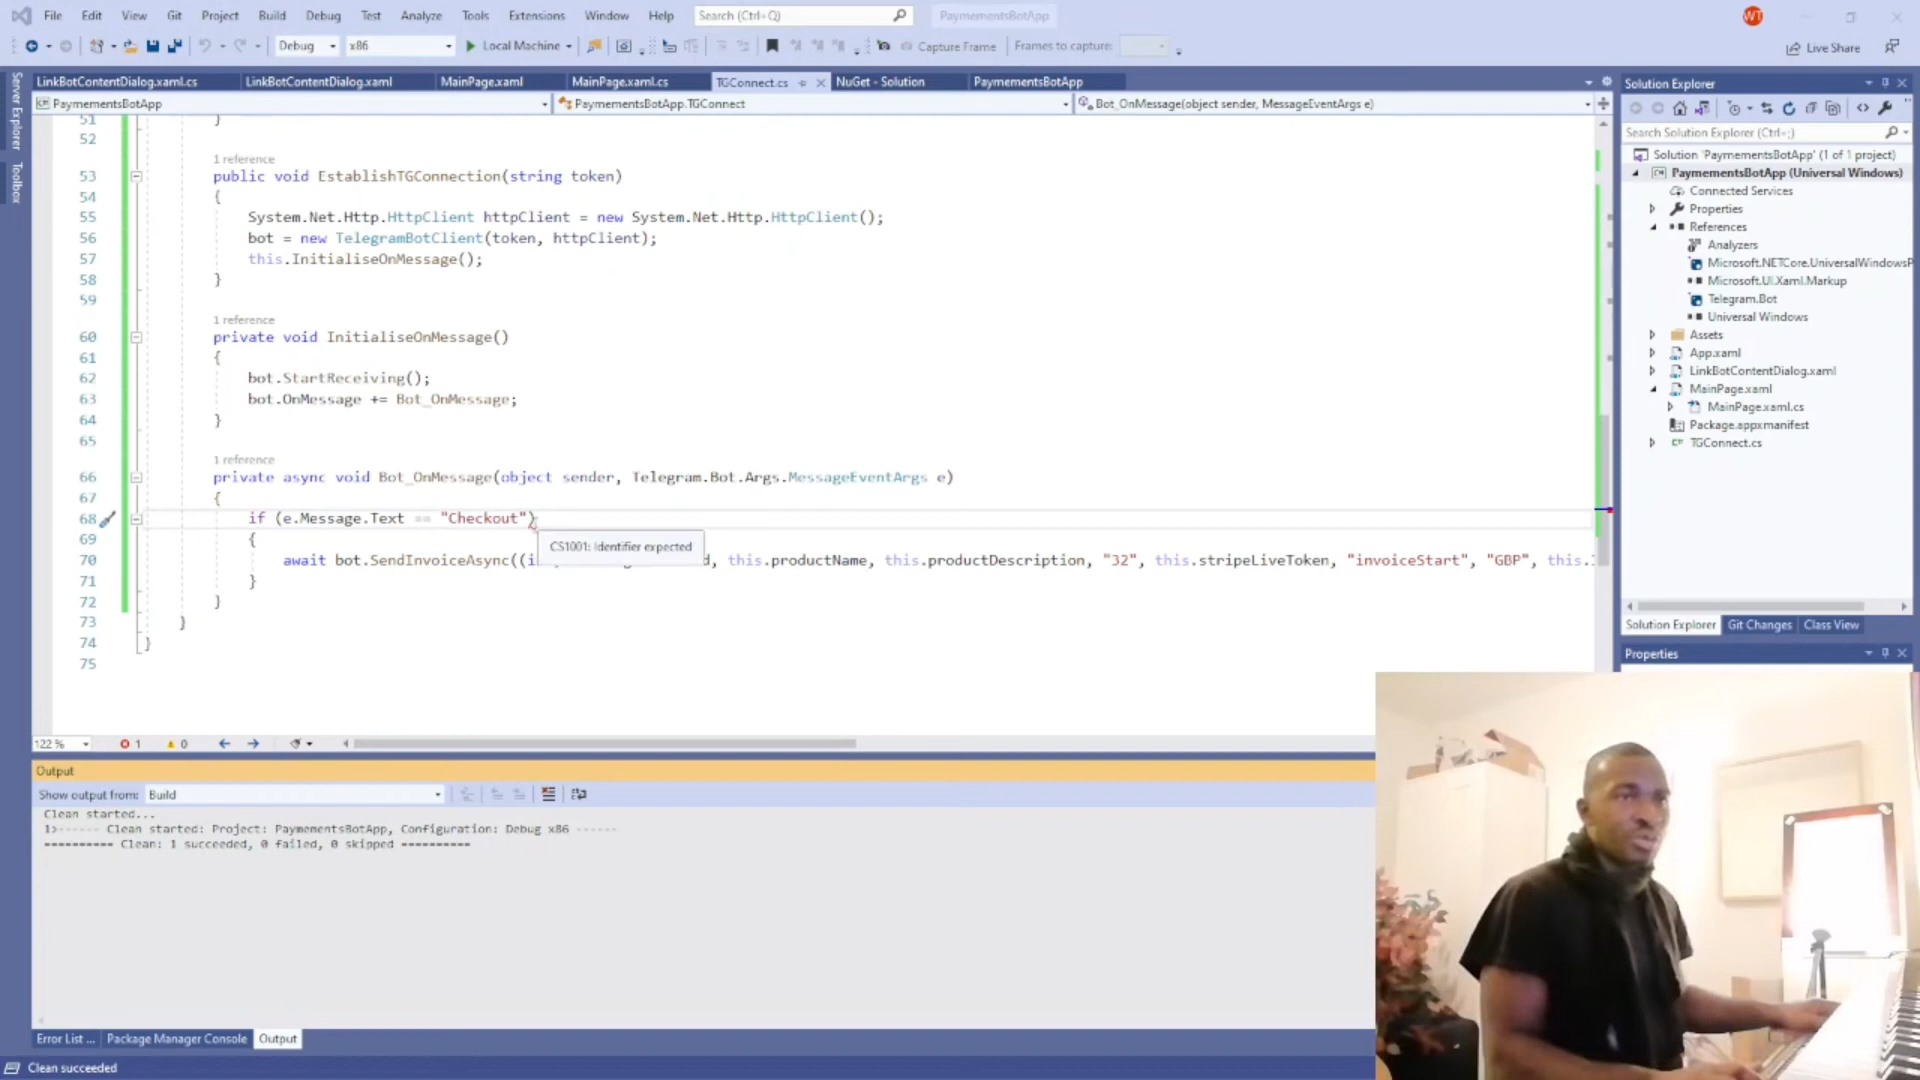 File Edit View Git Project Build Debug Test Analyze Tools Extensions Window Help Search (Ctrl+Q) PaymementsBotApp WT
Debug x86 Local Machine Capture Frame Frames to capture: Live Share
LinkBotContentDialog.xaml.cs LinkBotContentDialog.xaml MainPage.xaml MainPage.xaml.cs TGConnect.cs NuGet - Solution PaymementsBotApp
PaymementsBotApp PaymementsBotApp.TGConnect Bot_OnMessage(object sender, MessageEventArgs e)
Server Explorer
Toolbox
51 }
52
1 reference
53 public void EstablishTGConnection(string token)
54 {
55 System.Net.Http.HttpClient httpClient = new System.Net.Http.HttpClient();
56 bot = new TelegramBotClient(token, httpClient);
57 this.InitialiseOnMessage();
58 }
59
1 reference
60 private void InitialiseOnMessage()
61 {
62 bot.StartReceiving();
63 bot.OnMessage += Bot_OnMessage;
64 }
65
1 reference
66 private async void Bot_OnMessage(object sender, Telegram.Bot.Args.MessageEventArgs e)
67 {
68 if (e.Message.Text == "Checkout")
69 {
CS1001: Identifier expected
70 await bot.SendInvoiceAsync((i d, this.productName, this.productDescription, "32", this.stripeLiveToken, "invoiceStart", "GBP", this.
71 }
72 }
73 }
74 }
75
122 % 1 0
Output
Show output from: Build
Clean started...
1>------ Clean started: Project: PaymementsBotApp, Configuration: Debug x86 ------
========== Clean: 1 succeeded, 0 failed, 0 skipped ==========
Error List ... Package Manager Console Output
Clean succeeded
Solution Explorer
Search Solution Explorer (Ctrl+;)
Solution 'PaymementsBotApp' (1 of 1 project)
PaymementsBotApp (Universal Windows)
Connected Services
Properties
References
Analyzers
Microsoft.NETCore.UniversalWindowsP
Microsoft.UI.Xaml.Markup
Telegram.Bot
Universal Windows
Assets
App.xaml
LinkBotContentDialog.xaml
MainPage.xaml
MainPage.xaml.cs
Package.appxmanifest
TGConnect.cs
Solution Explorer Git Changes Class View
Properties